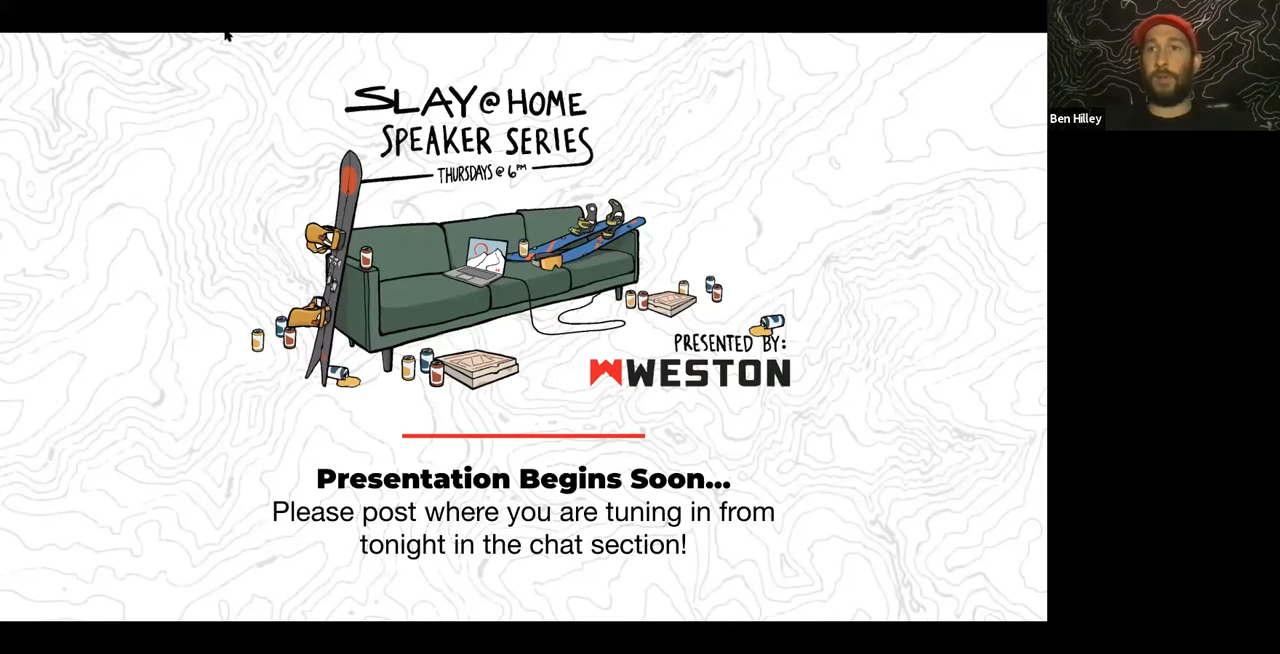 SLAY@HOME
SPEAKER SERIES
THURSDAYS @ 6PM
PRESENTED BY:
WESTON
Presentation Begins Soon...
Please post where you are tuning in from
tonight in the chat section!
Ben Hilley